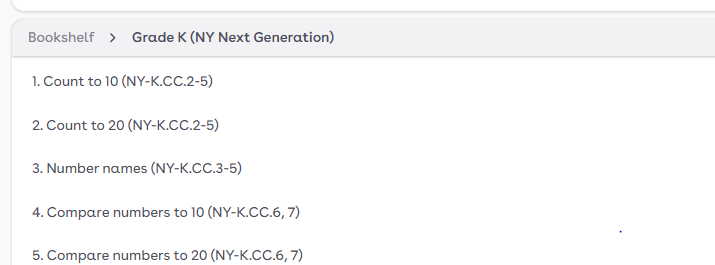 Bookshelf > Grade K (NY Next Generation)
1. Count to 10 (NY-K.CC.2-5)
2. Count to 20 (NY-K.CC.2-5)
3. Number names (NY-K.CC.3-5)
4. Compare numbers to 10 (NY-K.CC.6, 7)
5. Compare numbers to 20 (NY-K.CC.6, 7)